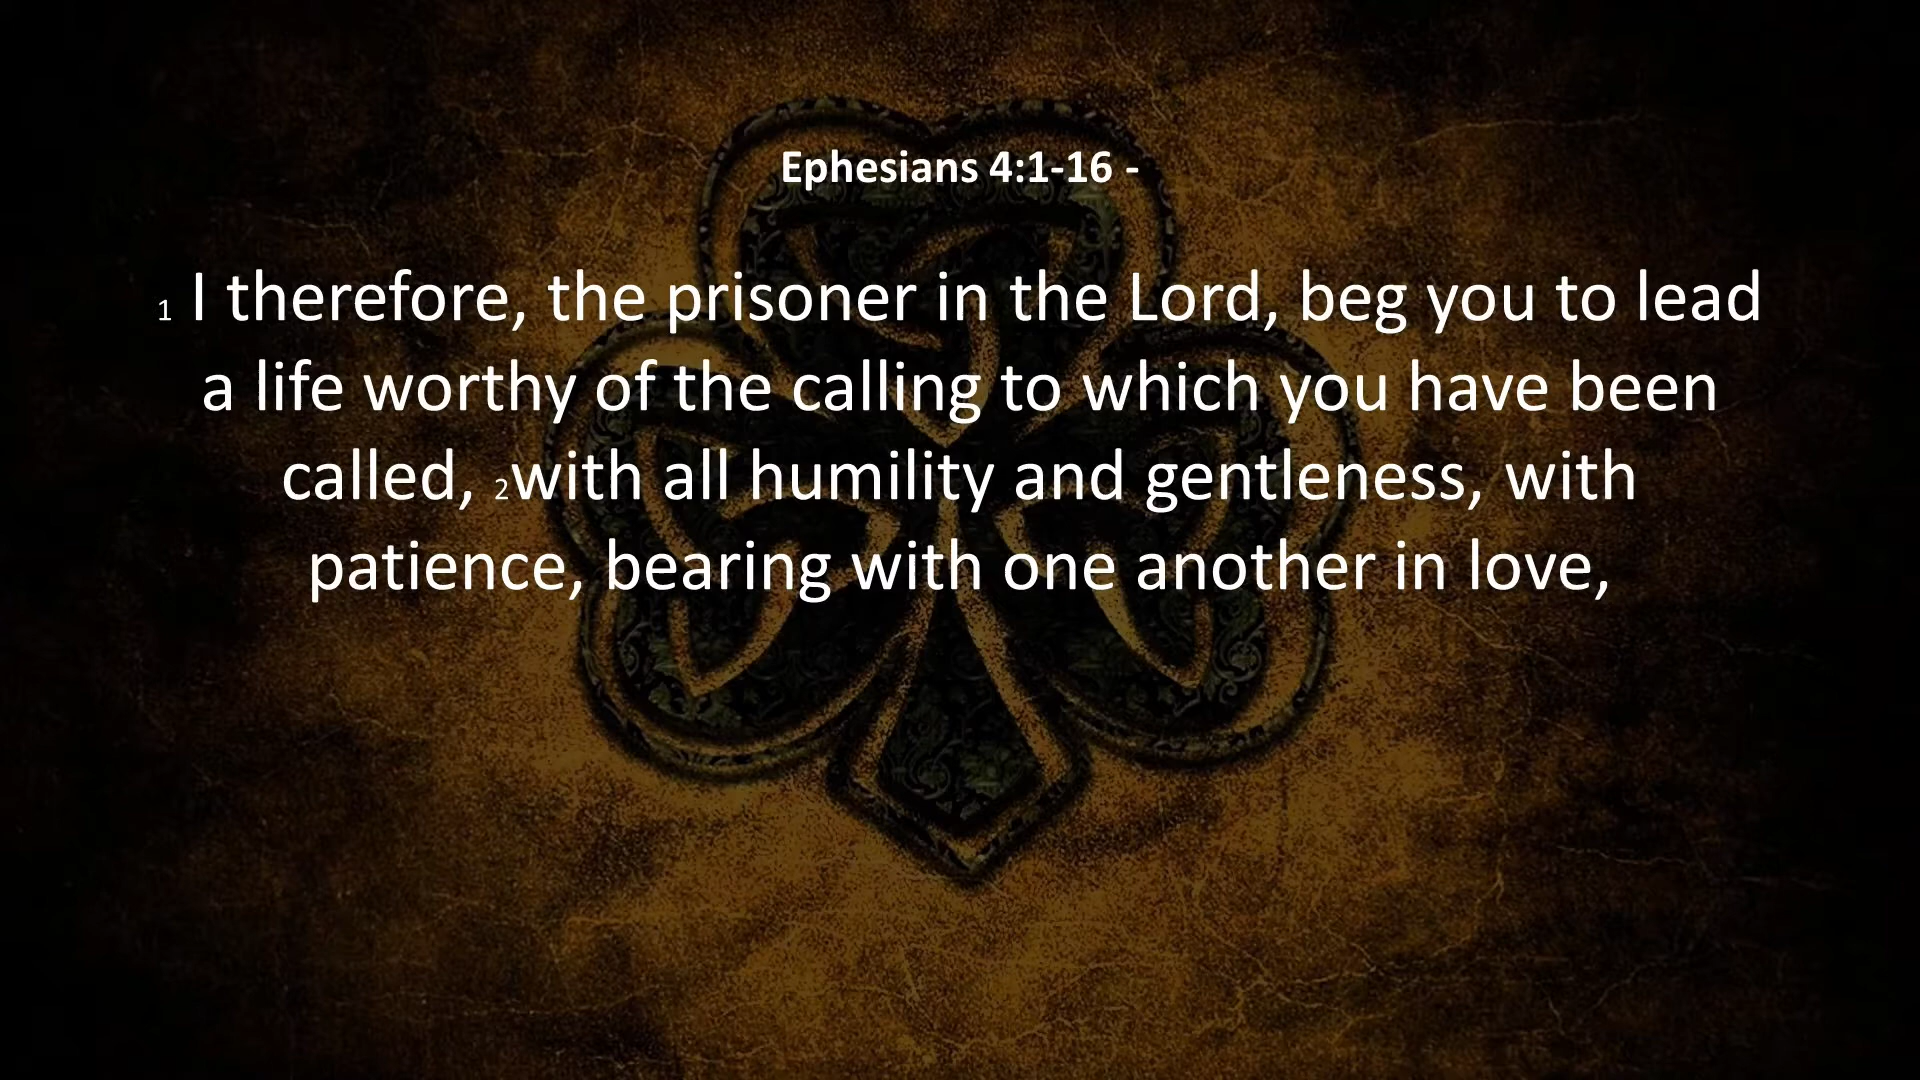 Ephesians 4:1-16 -
1 I therefore, the prisoner in the Lord, beg you to lead
a life worthy of the calling to which you have been
called, 2with all humility and gentleness, with
patience, bearing with one another in love,